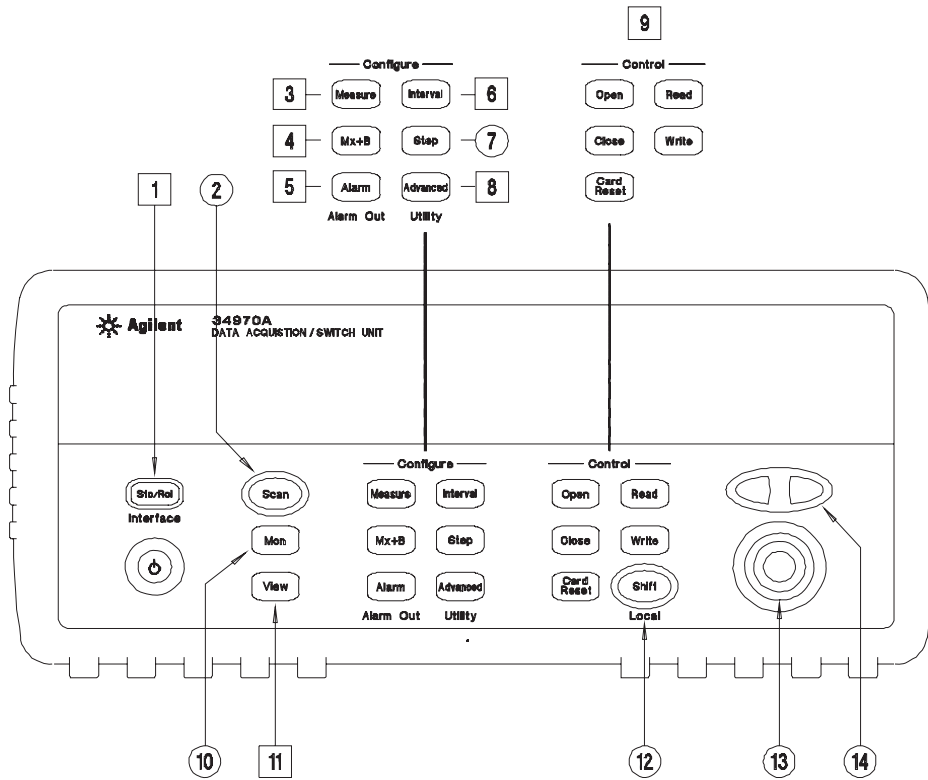 9
Configure
Control
3 Measure Interval 6
Open Read
4 Mx+B Step 7
Close Write
5 Alarm Advanced 8
Card
Reset
Alarm Out Utility
1 2
Agilent
34970A
DATA ACQUISTION / SWITCH UNIT
Configure
Control
Sto/Rcl
Interface
Scan
Mon
View
Measure Interval
Mx+B Step
Alarm Advanced
Alarm Out Utility
Open Read
Close Write
Card
Reset
Shift
Local
10 11 12 13 14